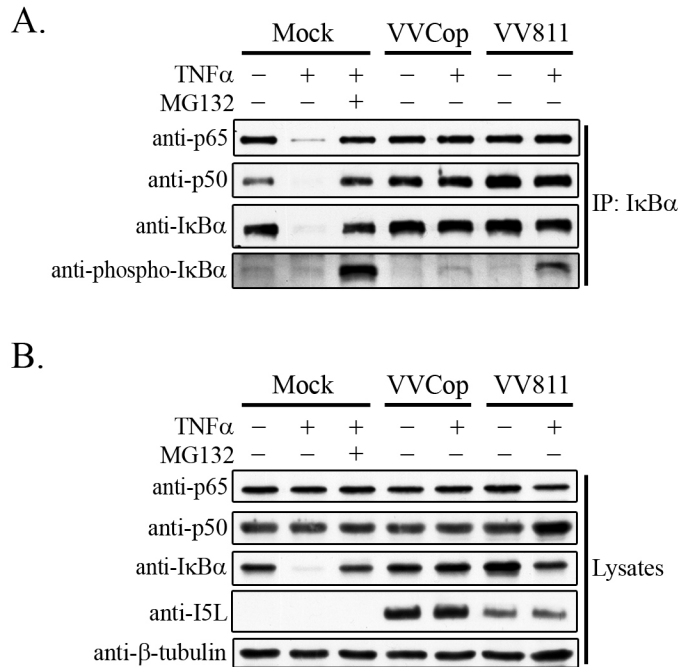 A.
Mock VVCop VV811
TNFα − + + − + − +
MG132 − − + − − − −
anti-p65
anti-p50
anti-IκBα
anti-phospho-IκBα
IP: IκBα
B.
Mock VVCop VV811
TNFα − + + − + − +
MG132 − − + − − − −
anti-p65
anti-p50
anti-IκBα
anti-I5L
anti-β-tubulin
Lysates